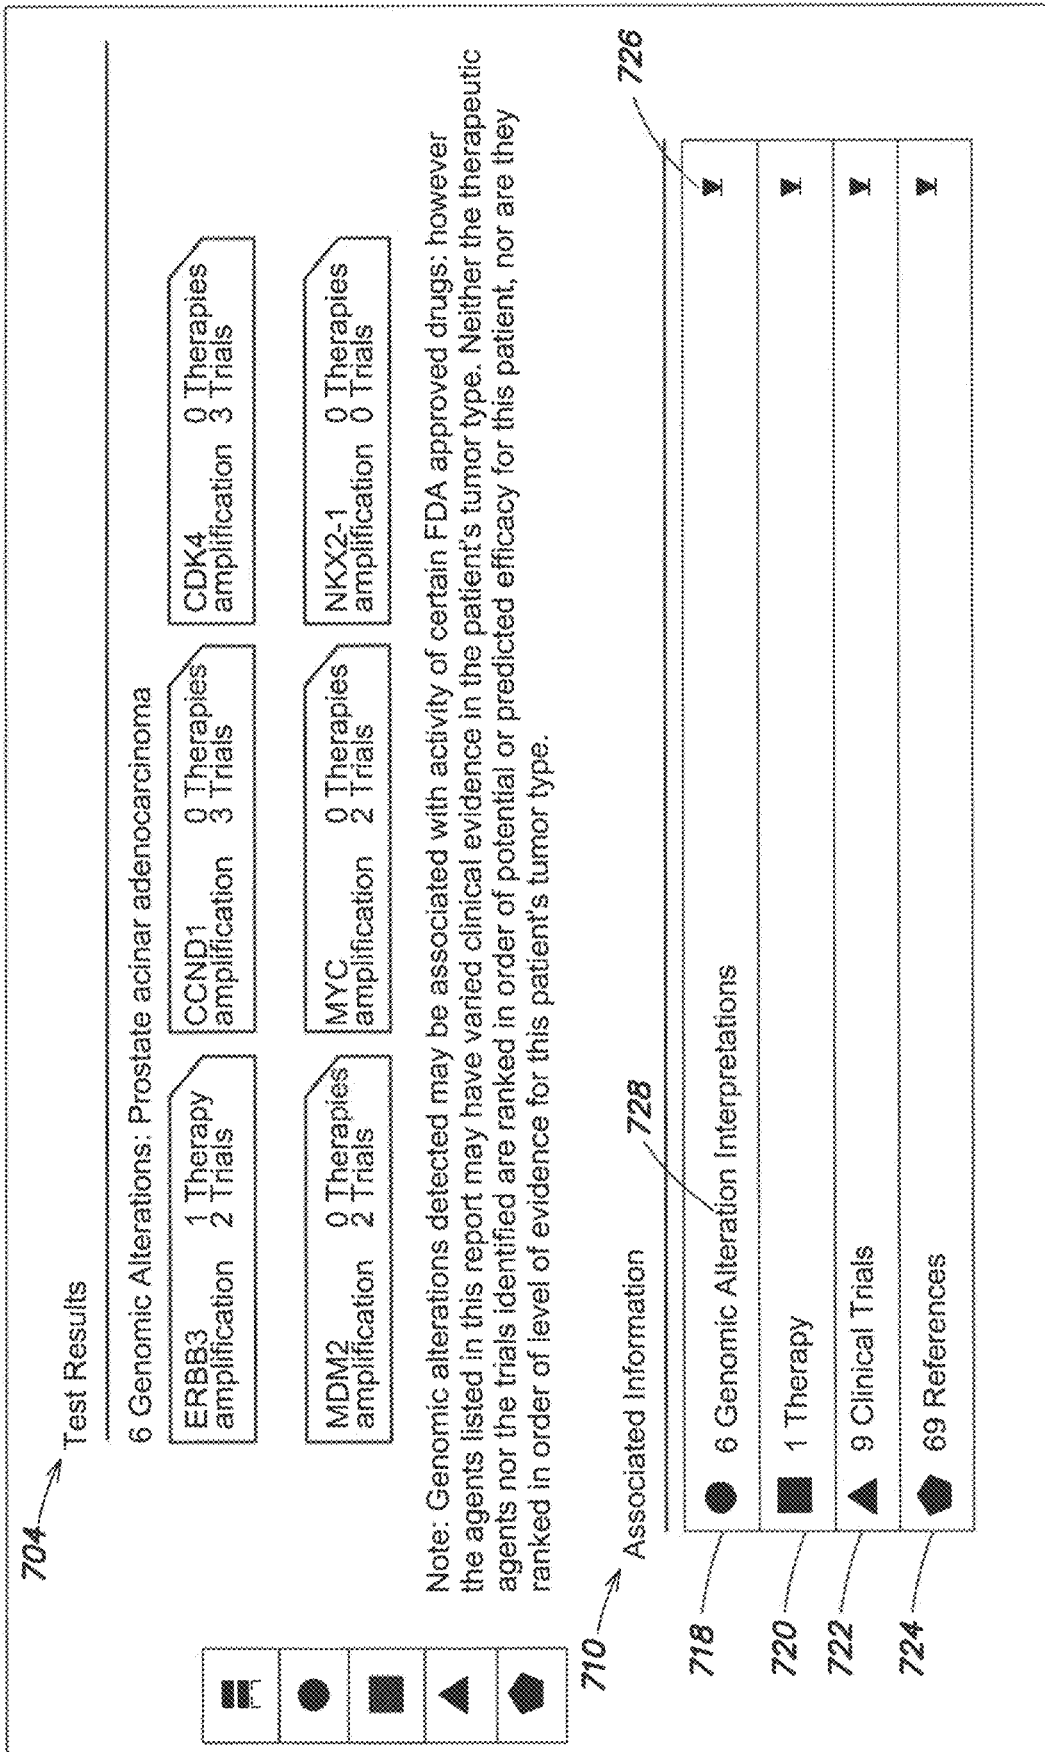 704
Test Results
6 Genomic Alterations: Prostate acinar adenocarcinoma
ERBB3 1 Therapy
amplification 2 Trials
CCND1 0 Therapies
amplification 3 Trials
CDK4 0 Therapies
amplification 3 Trials
MDM2 0 Therapies
amplification 2 Trials
MYC 0 Therapies
amplification 2 Trials
NKX2-1 0 Therapies
amplification 0 Trials
Note: Genomic alterations detected may be associated with activity of certain FDA approved drugs: however
the agents listed in this report may have varied clinical evidence in the patient's tumor type. Neither the therapeutic
agents nor the trials identified are ranked in order of potential or predicted efficacy for this patient, nor are they
ranked in order of level of evidence for this patient's tumor type.
710
Associated Information
728
726
718
6 Genomic Alteration Interpretations
720
1 Therapy
722
9 Clinical Trials
724
69 References